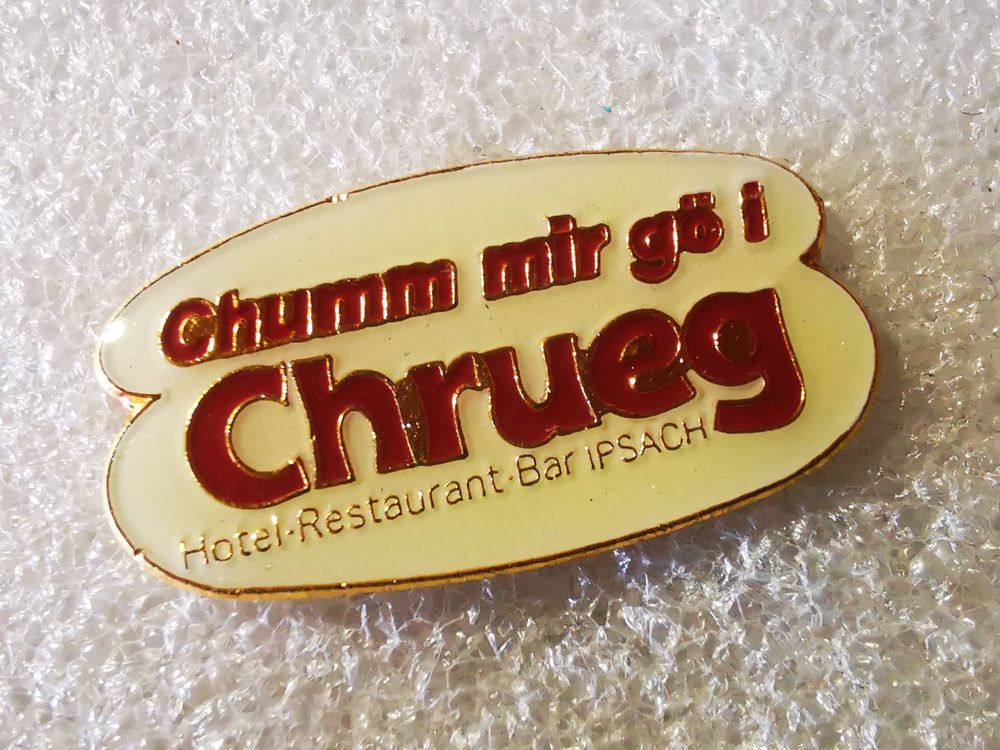 Chumm mir gö i
Chrueg
Hotel·Restaurant·Bar IPSACH